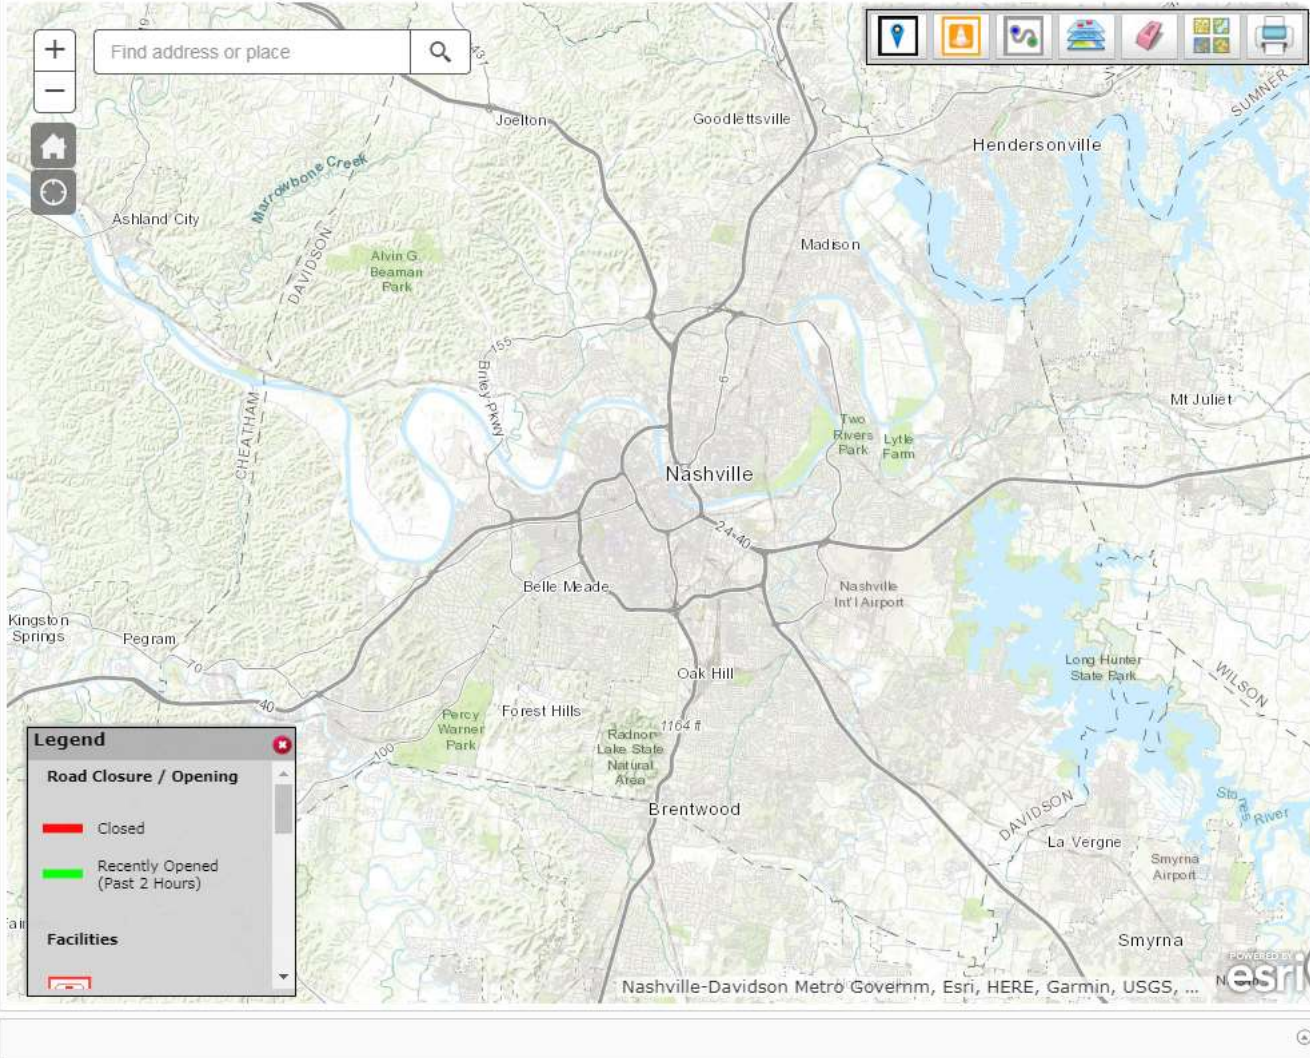 +
Find address or place
−
431
Joelton
Goodlettsville
SUMNER
Hendersonville
Marrowbone Creek
Ashland City
DAVIDSON
Madison
Alvin G.
Beaman
Park
155
Briley Pkwy
6
CHEATHAM
Mt Juliet
Two
Rivers
Park
Lytle
Farm
Nashville
24-40
Belle Meade
Nashville
Int'l Airport
Kingston
Springs
Pegram
70
Oak Hill
Long Hunter
State Park
WILSON
40
Percy
Warner
Park
Forest Hills
1164 ft
Radnor
Lake State
Natural
Area
100
Brentwood
DAVIDSON
Stones
River
La Vergne
Smyrna
Airport
Smyrna
Legend
Road Closure / Opening
Closed
Recently Opened
(Past 2 Hours)
Facilities
Nashville-Davidson Metro Governm, Esri, HERE, Garmin, USGS, ...
POWERED BY
esri